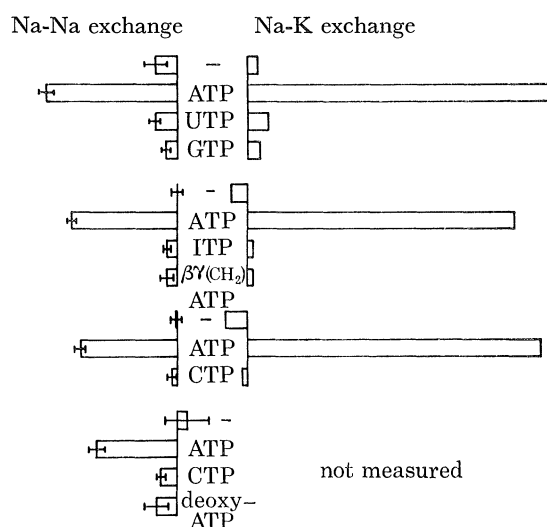 Na-Na exchange Na-K exchange
-
ATP
UTP
GTP
-
ATP
ITP
βγ(CH₂)
ATP
-
ATP
CTP
-
ATP
not measured
CTP
deoxy-
ATP